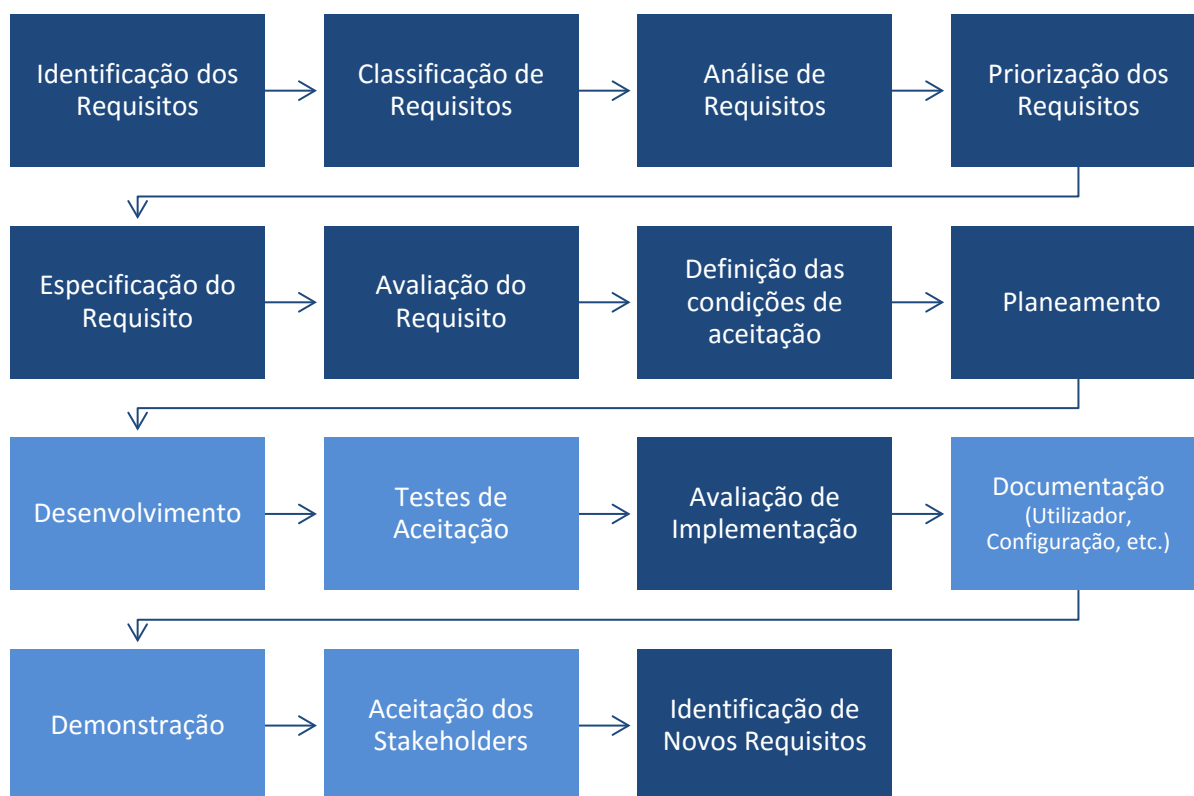 Identificação dos
Requisitos
Classificação de
Requisitos
Análise de
Requisitos
Priorização dos
Requisitos
Especificação do
Requisito
Avaliação do
Requisito
Definição das
condições de
aceitação
Planeamento
Desenvolvimento
Testes de
Aceitação
Avaliação de
Implementação
Documentação
(Utilizador,
Configuração, etc.)
Demonstração
Aceitação dos
Stakeholders
Identificação de
Novos Requisitos